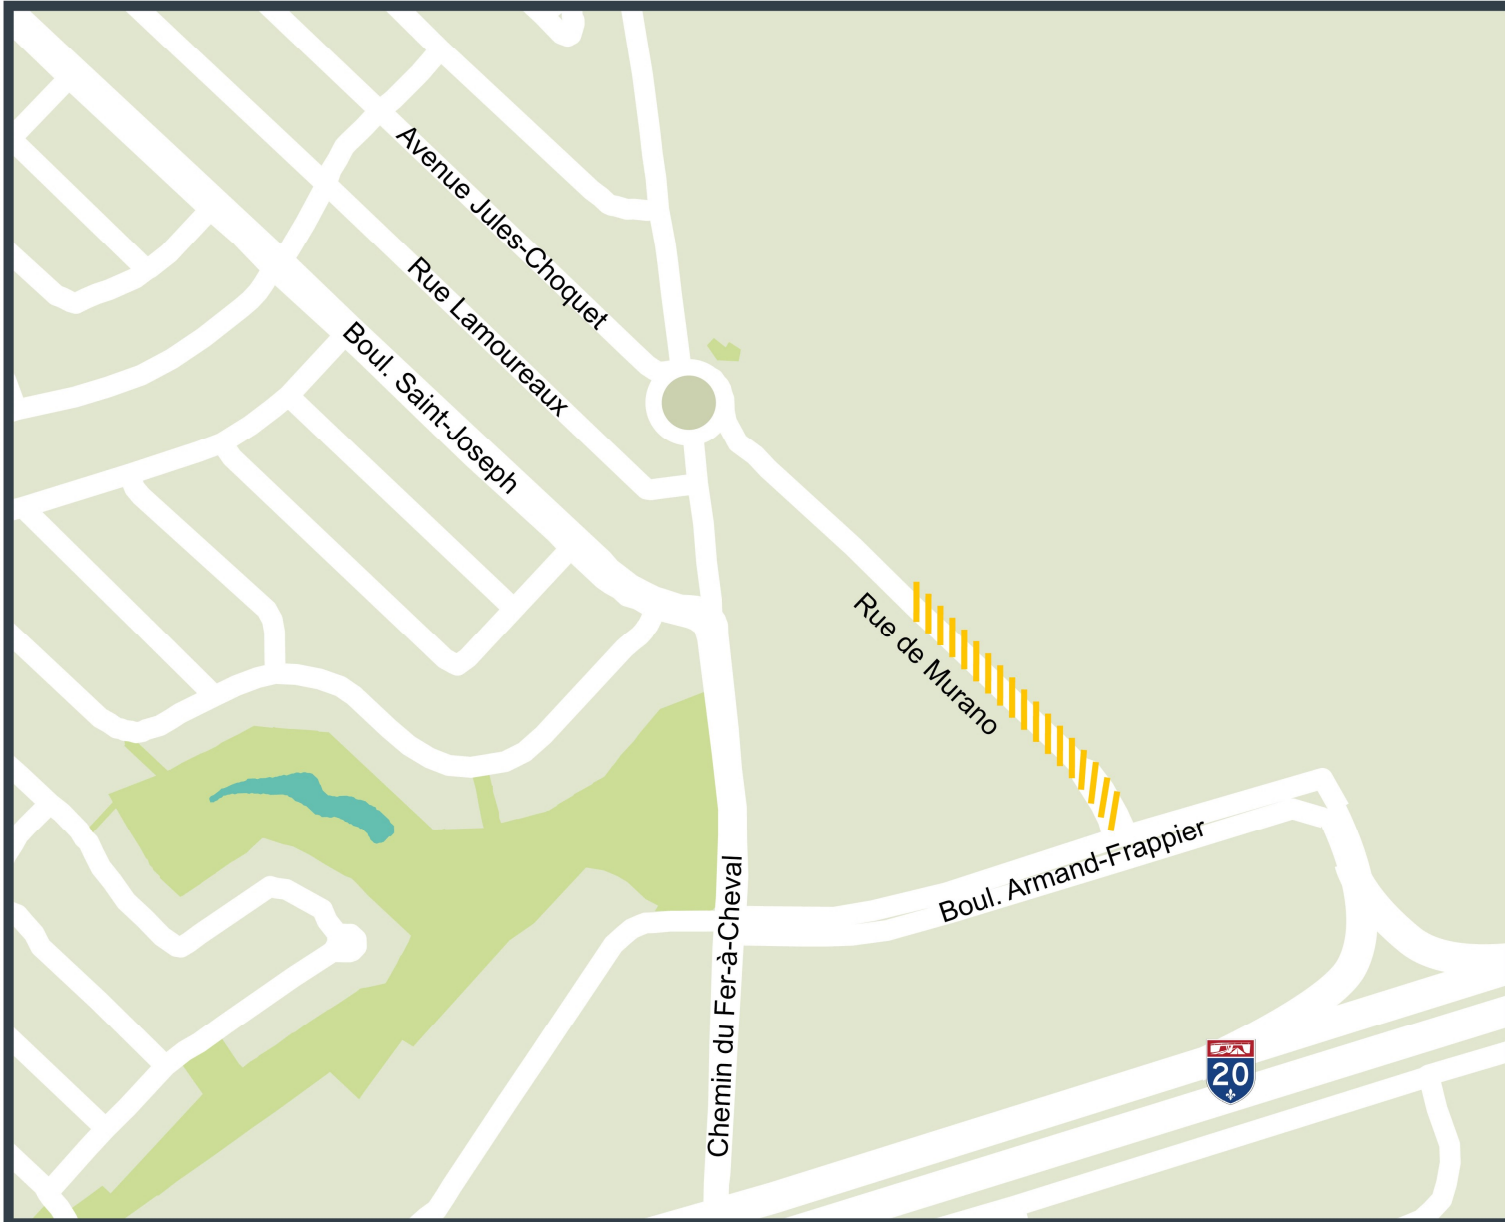 Avenue Jules-Choquet
Rue Lamoureaux
Boul. Saint-Joseph
Rue de Murano
Boul. Armand-Frappier
Chemin du Fer-à-Cheval
20